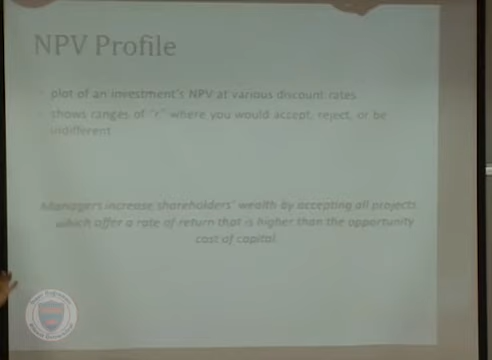 NPV Profile
plot of an investment's NPV at various discount rates
shows ranges of "r" where you would accept, reject, or be
indifferent
Managers increase shareholders' wealth by accepting all projects
which offer a rate of return that is higher than the opportunity
cost of capital